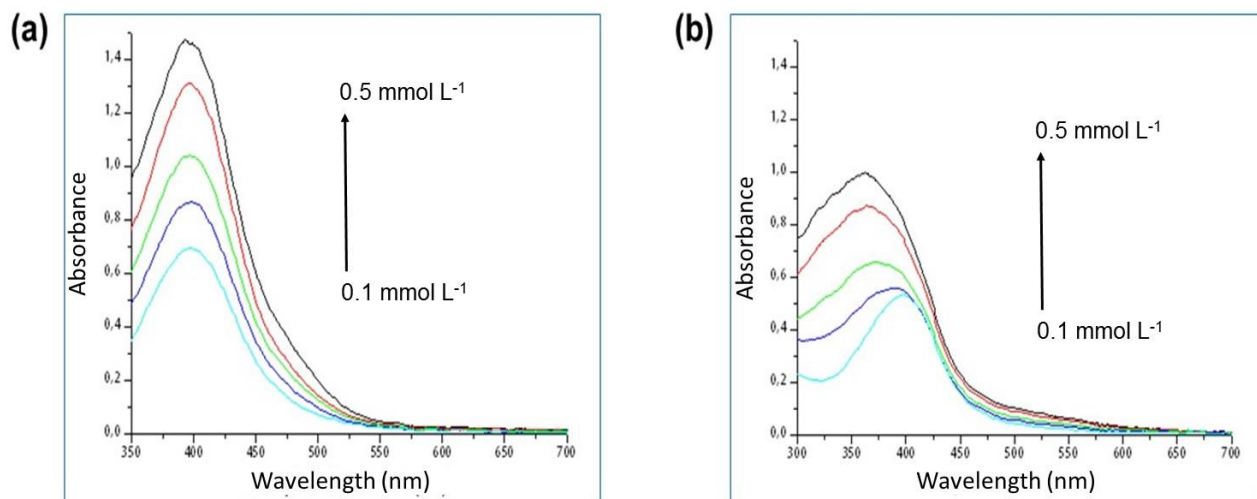 (a)
1,4
1,2
1,0
0,8
0,6
0,4
0,2
0,0
Absorbance
0.5 mmol L⁻¹
0.1 mmol L⁻¹
350 400 450 500 550 600 650 700
Wavelength (nm)
(b)
1,4
1,2
1,0
0,8
0,6
0,4
0,2
0,0
Absorbance
0.5 mmol L⁻¹
0.1 mmol L⁻¹
300 350 400 450 500 550 600 650 700
Wavelength (nm)